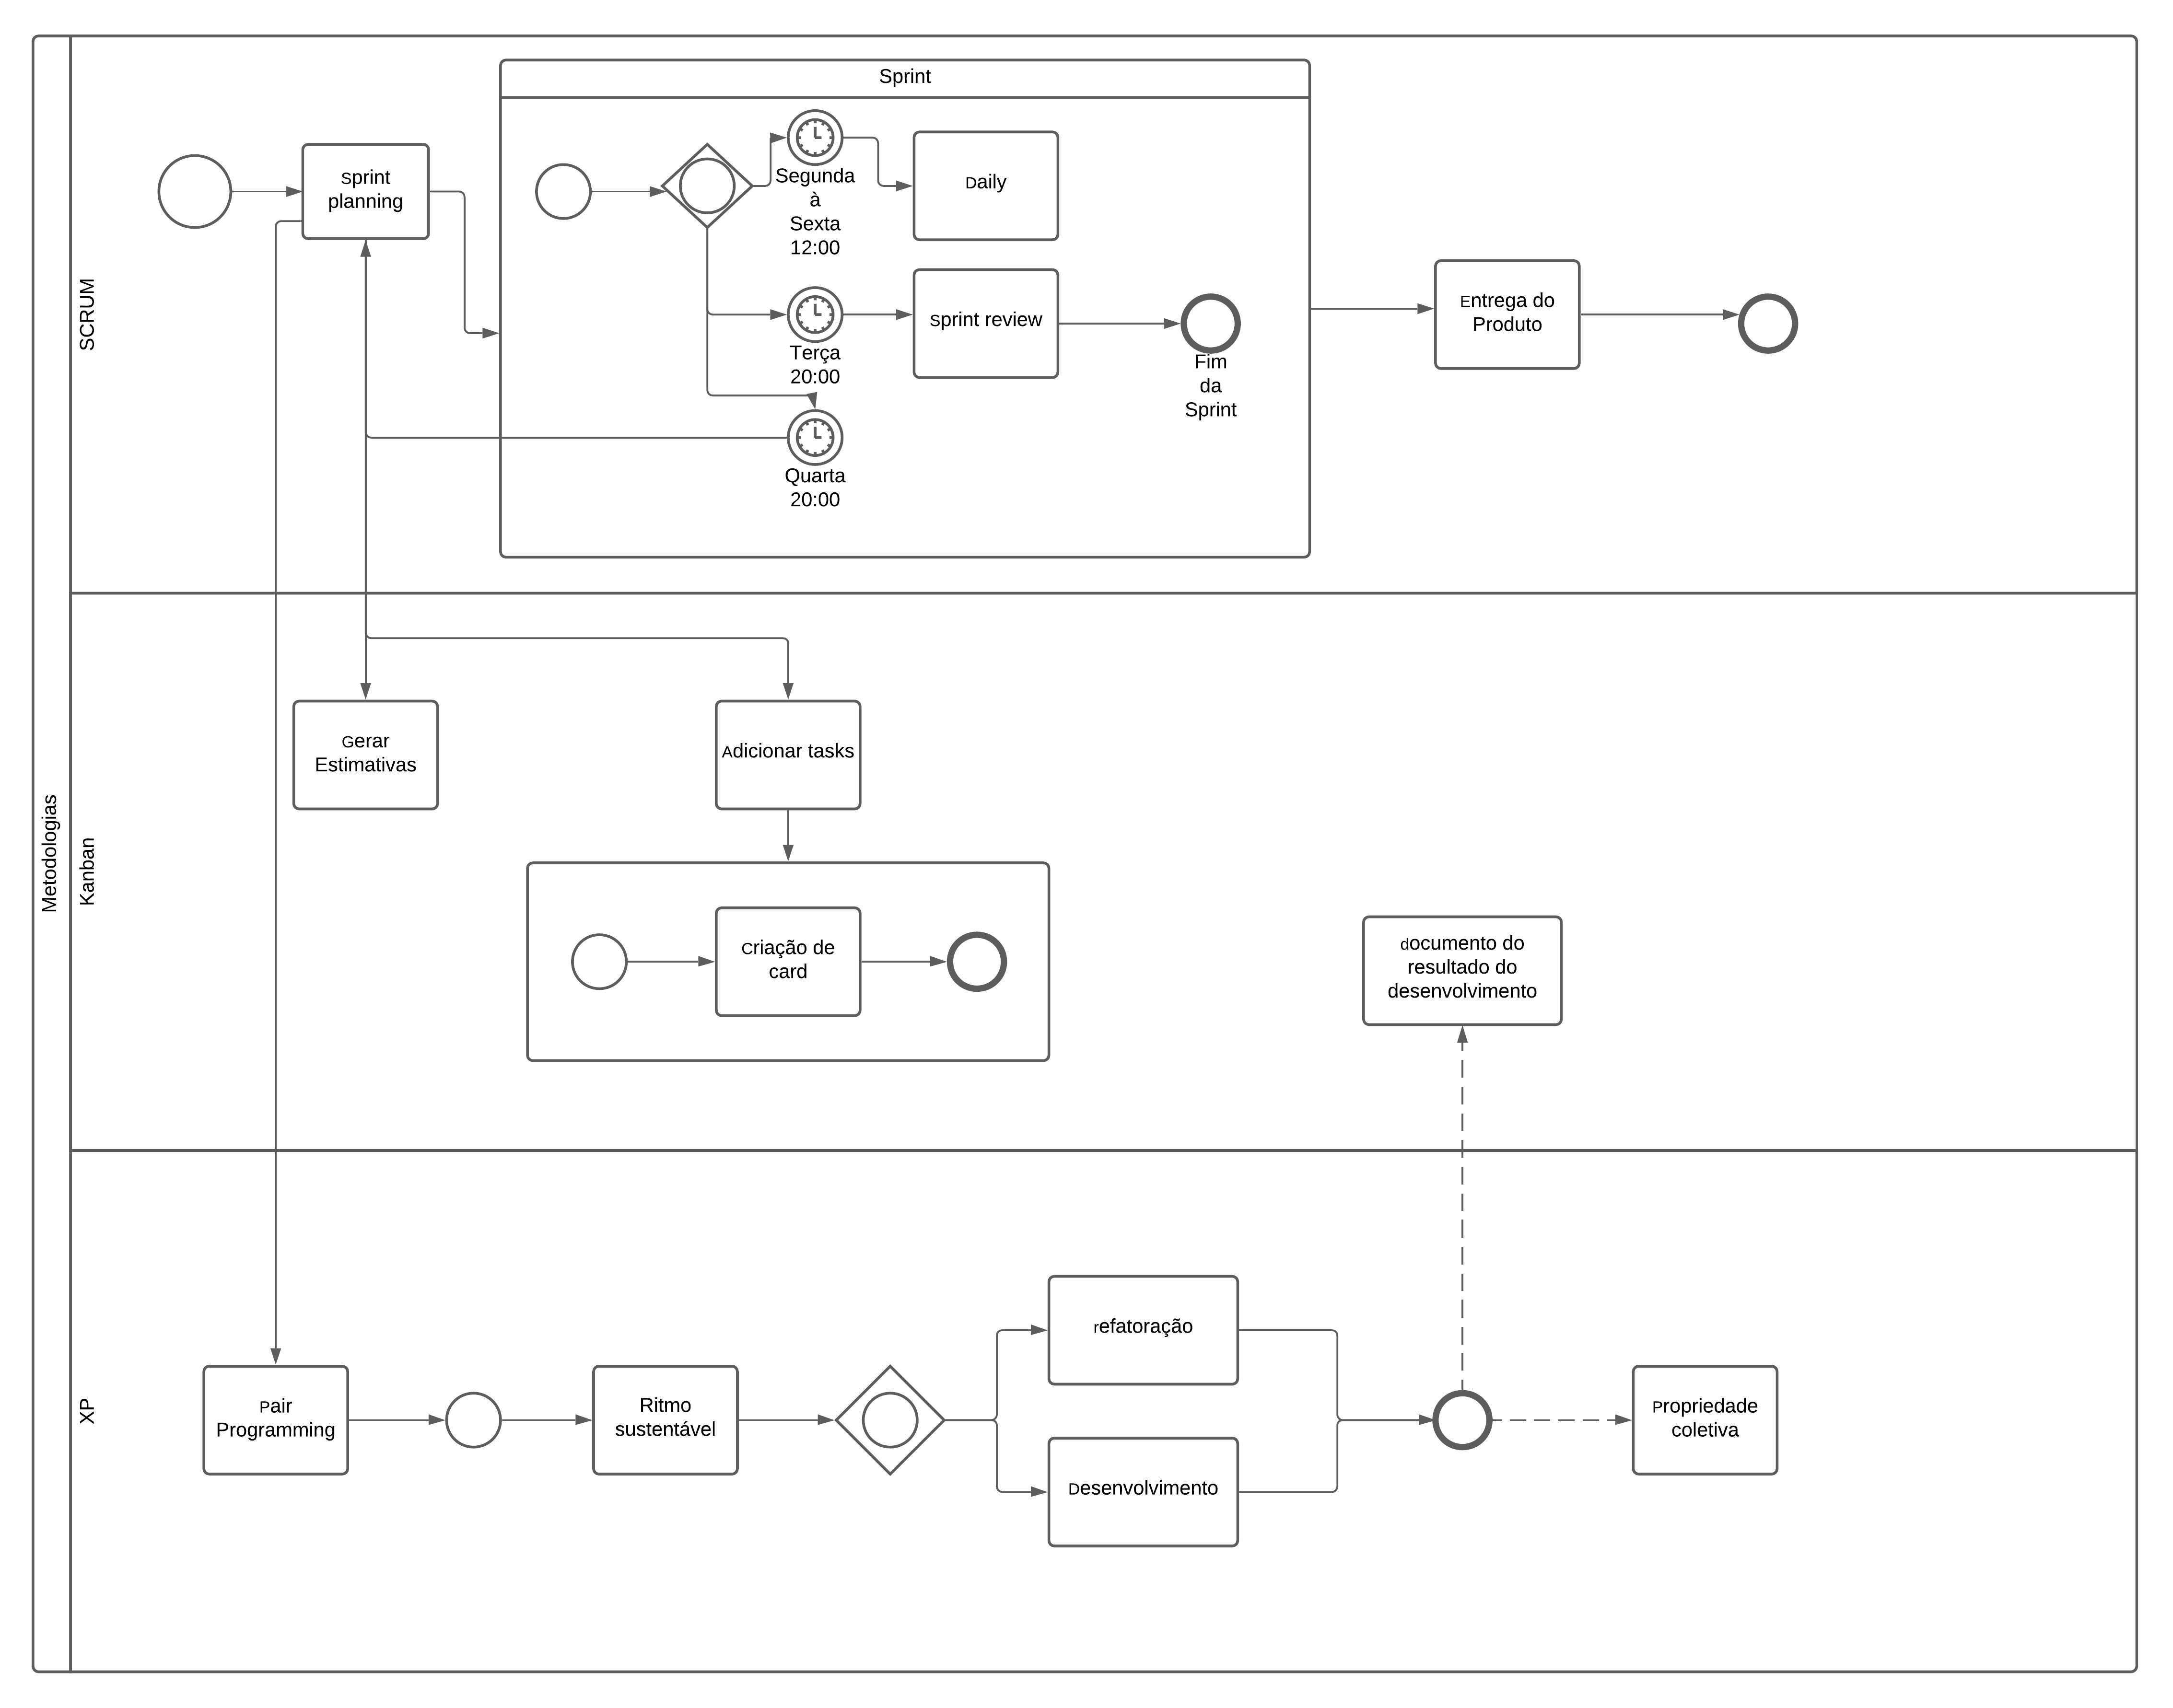 Metodologias
SCRUM
Sprint
Sprint
planning
Segunda
à
Sexta
12:00
Daily
Terça
20:00
sprint review
Fim
da
Sprint
Quarta
20:00
Entrega do
Produto
Kanban
Gerar
Estimativas
Adicionar tasks
Criação de
card
documento do
resultado do
desenvolvimento
XP
Pair
Programming
Ritmo
sustentável
refatoração
Desenvolvimento
Propriedade
coletiva